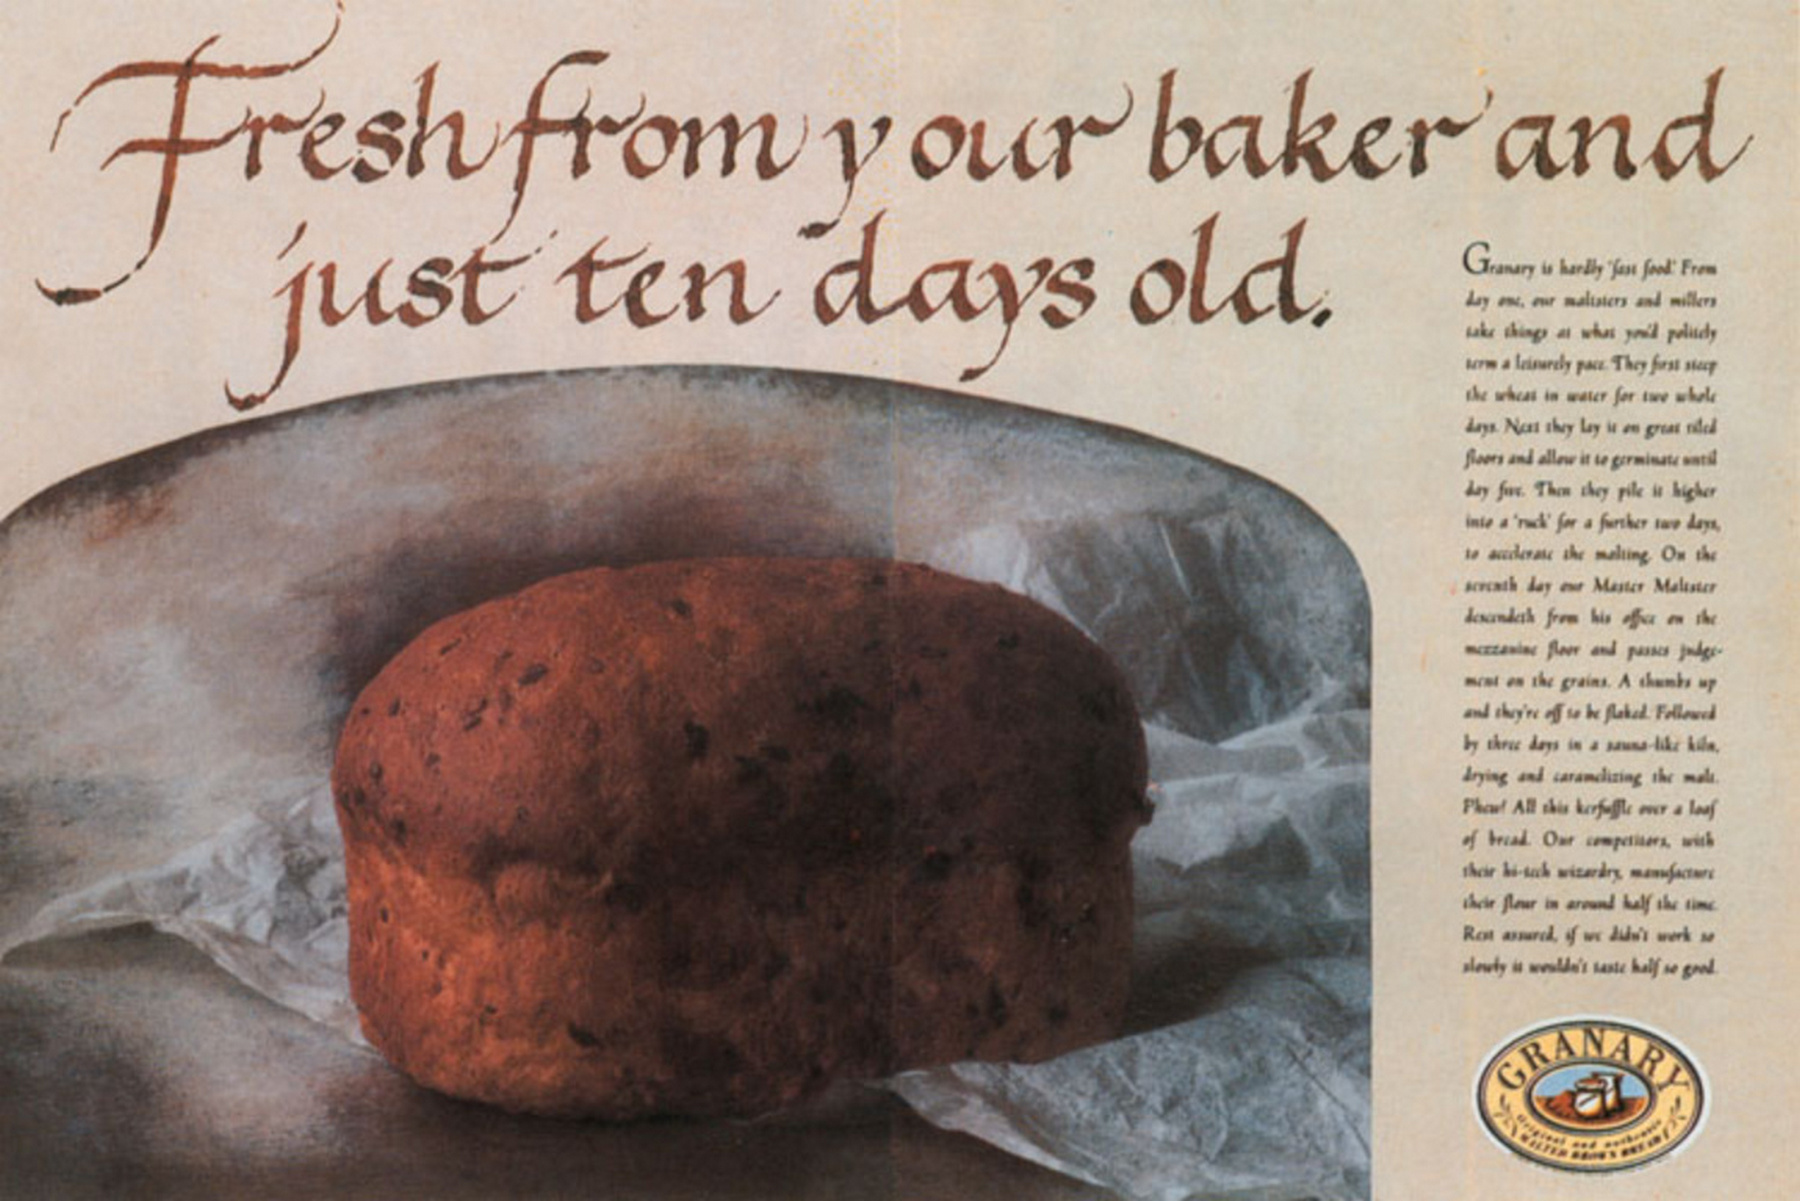 Fresh from your baker and
just ten days old.
Granary is hardly 'fast food'. From
day one, our maltsters and millers
take things at what you'd politely
term a leisurely pace. They first steep
the wheat in water for two whole
days. Next they lay it on great tiled
floors and allow it to germinate until
day five. Then they pile it higher
into a 'ruck' for a further two days,
to accelerate the malting. On the
seventh day our Master Maltster
descendeth from his office on the
mezzanine floor and passes judge-
ment on the grains. A thumbs up
and they're off to be flaked. Followed
by three days in a sauna-like kiln,
drying and caramelizing the malt.
Phew! All this kerfuffle over a loaf
of bread. Our competitors, with
their hi-tech wizardry, manufacture
their flour in around half the time.
Rest assured, if we didn't work so
slowly it wouldn't taste half so good.
GRANARY
Original and authentic
MALTED BROWN BREAD